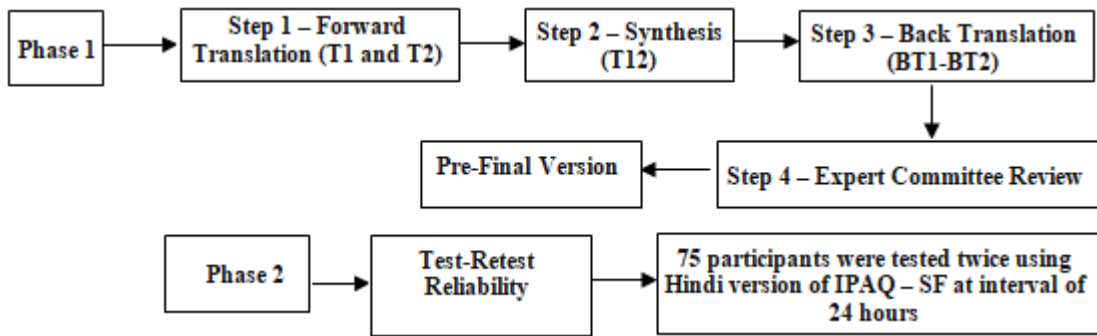 Phase 1
Step 1 – Forward
Translation (T1 and T2)
Step 2 – Synthesis
(T12)
Step 3 – Back Translation
(BT1-BT2)
Pre-Final Version
Step 4 – Expert Committee Review
Phase 2
Test-Retest
Reliability
75 participants were tested twice using
Hindi version of IPAQ – SF at interval of
24 hours